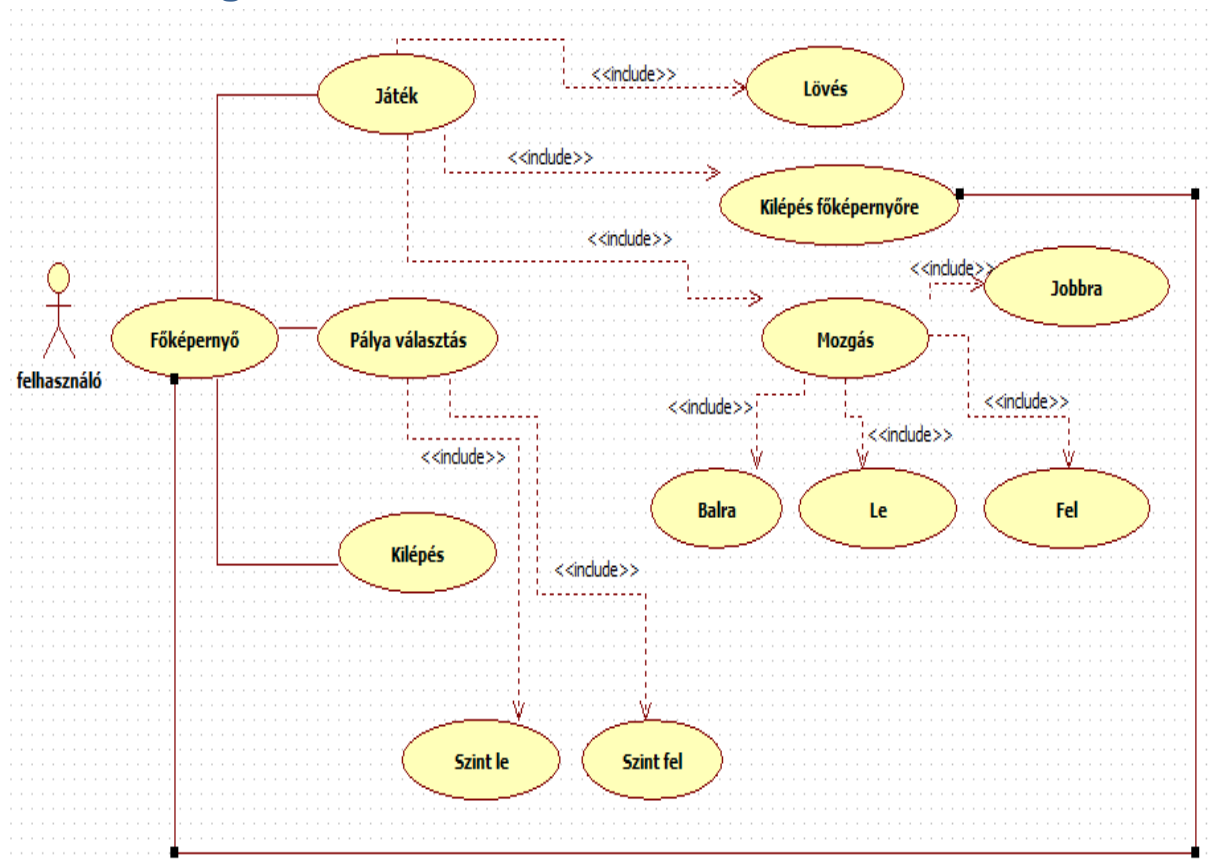 <<include>>
Lövés
Játék
<<include>>
Kilépés főképernyőre
<<include>>
<<include>>
Jobbra
Főképernyő
Pálya választás
Mozgás
felhasználó
<<include>>
<<include>>
<<include>>
<<include>>
Balra
Le
Fel
Kilépés
<<include>>
Szint le
Szint fel